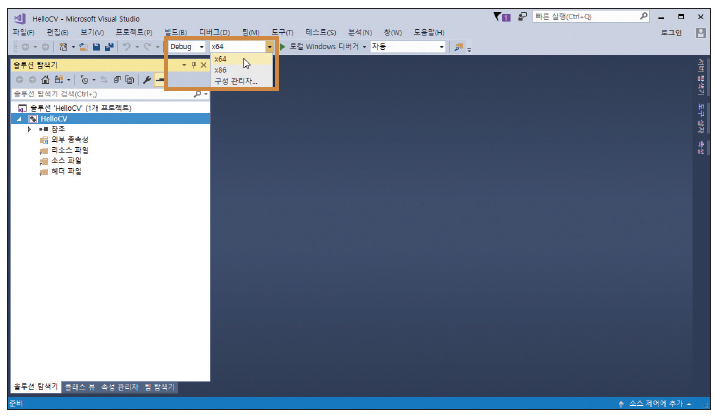 HelloCV - Microsoft Visual Studio
빠른 실행(Ctrl+Q)
파일(F) 편집(E) 보기(V) 프로젝트(P) 빌드(B) 디버그(D) 팀(M) 도구(T) 테스트(S) 분석(N) 창(W) 도움말(H)
로그인
Debug x64 로컬 Windows 디버거 자동
x64
x86
구성 관리자...
솔루션 탐색기
솔루션 탐색기 검색(Ctrl+;)
솔루션 'HelloCV' (1개 프로젝트)
HelloCV
참조
외부 종속성
리소스 파일
소스 파일
헤더 파일
서버 탐색기
도구 상자
속성
솔루션 탐색기 클래스 뷰 속성 관리자 팀 탐색기
준비
소스 제어에 추가